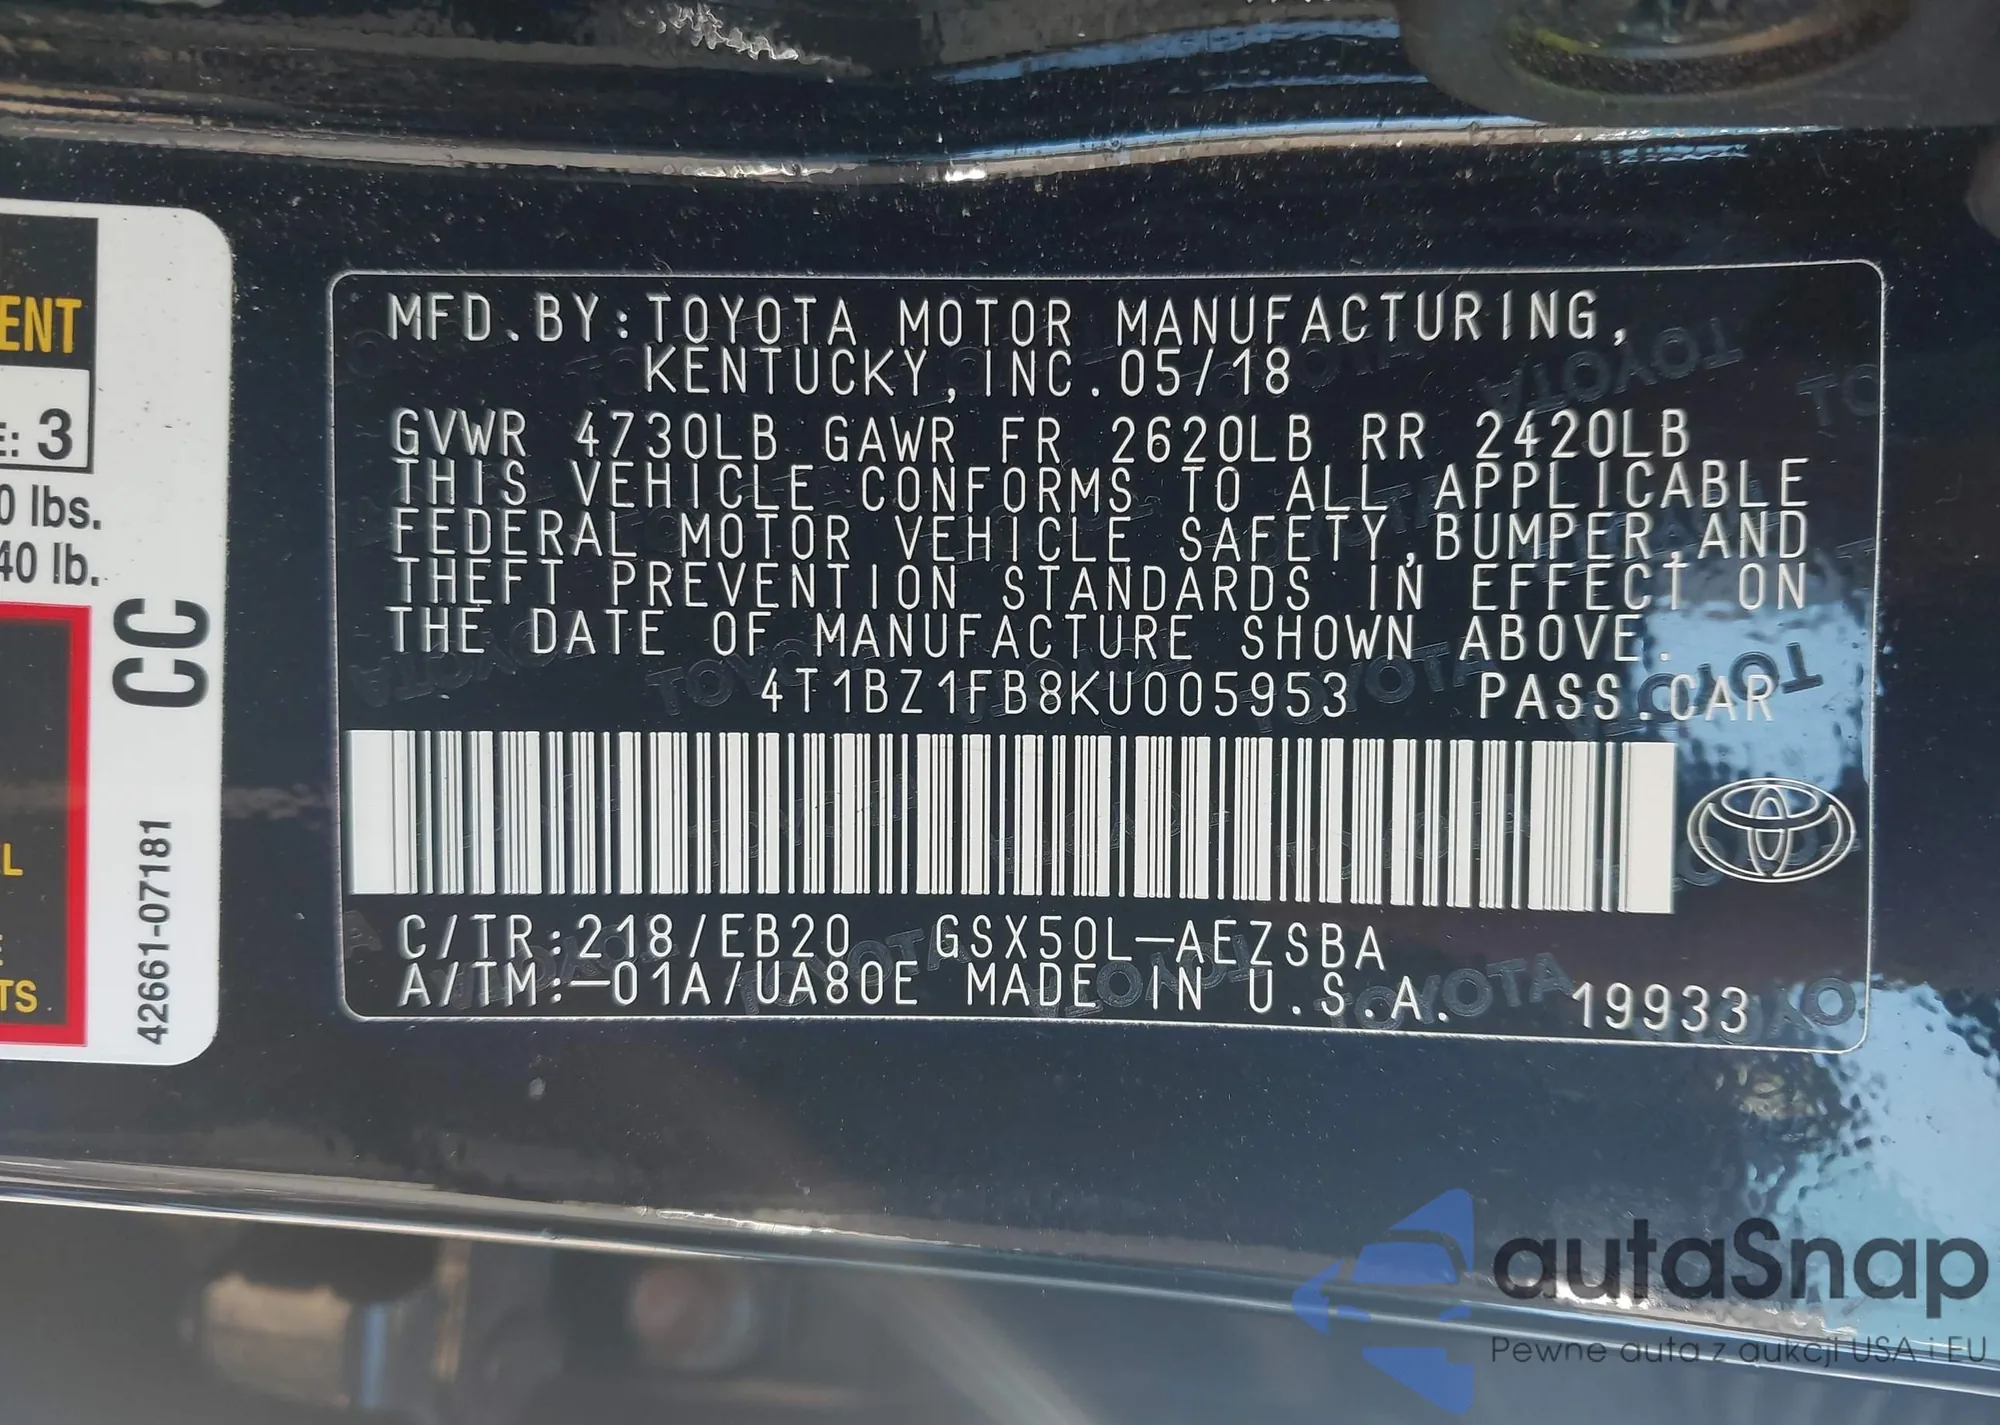 ENT
E: 3
0 lbs.
40 lb.
L
E
TS
CC
42661-07181
MFD.BY:TOYOTA MOTOR MANUFACTURING,
KENTUCKY,INC.05/18
GVWR 4730LB GAWR FR 2620LB RR 2420LB
THIS VEHICLE CONFORMS TO ALL APPLICABLE
FEDERAL MOTOR VEHICLE SAFETY,BUMPER,AND
THEFT PREVENTION STANDARDS IN EFFECT ON
THE DATE OF MANUFACTURE SHOWN ABOVE.
4T1BZ1FB8KU005953 PASS.CAR
C/TR:218/EB20 GSX50L-AEZSBA
A/TM:-01A/UA80E MADE IN U.S.A. 19933
autaSnap
Pewne auta z aukcji USA i EU